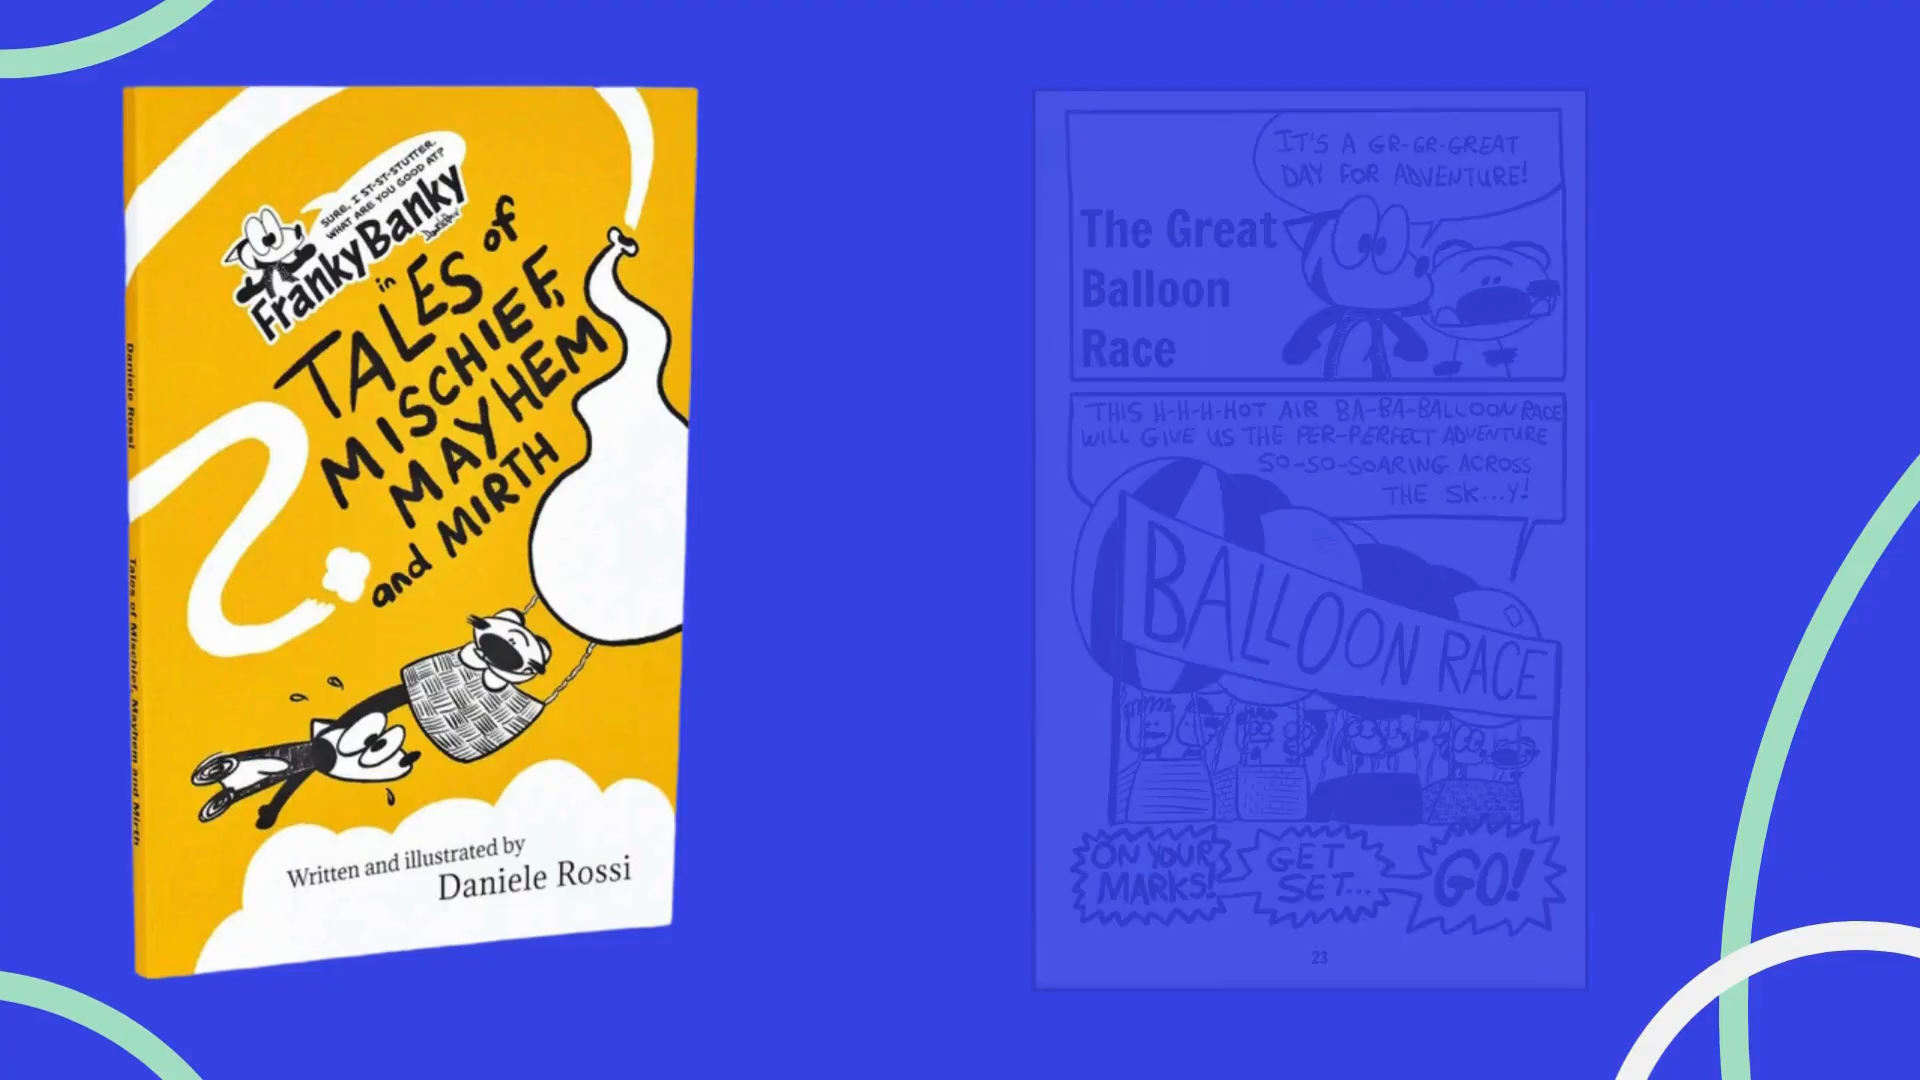 SURE, I ST-ST-STUTTER.
WHAT ARE YOU GOOD AT?
FrankyBanky
in
TALES of
MISCHIEF,
MAYHEM
and MIRTH
Written and illustrated by
Daniele Rossi
Daniele Rossi
Tales of Mischief, Mayhem and Mirth
IT'S A GR-GR-GREAT
DAY FOR ADVENTURE!
The Great
Balloon
Race
THIS H-H-H-HOT AIR BA-BA-BALLOON RACE
WILL GIVE US THE PER-PERFECT ADVENTURE
SO-SO-SOARING ACROSS
THE SK...Y!
BALLOON RACE
ON YOUR
MARKS!
GET
SET...
GO!
23